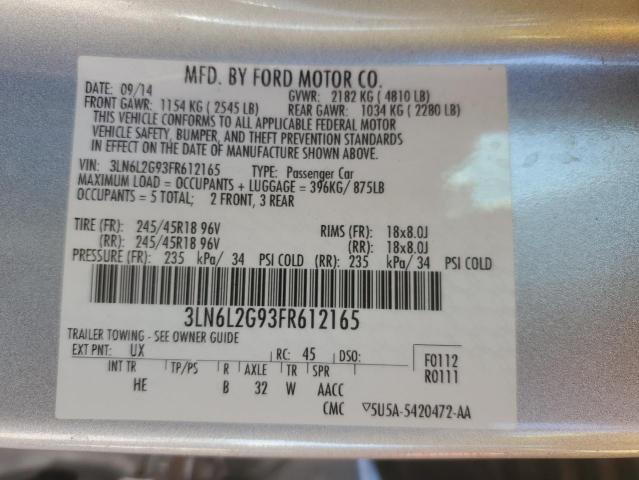 MFD. BY FORD MOTOR CO.
DATE: 09/14 GVWR: 2182 KG ( 4810 LB)
FRONT GAWR: 1154 KG ( 2545 LB) REAR GAWR: 1034 KG ( 2280 LB)
THIS VEHICLE CONFORMS TO ALL APPLICABLE FEDERAL MOTOR
VEHICLE SAFETY, BUMPER, AND THEFT PREVENTION STANDARDS
IN EFFECT ON THE DATE OF MANUFACTURE SHOWN ABOVE.
VIN: 3LN6L2G93FR612165 TYPE: Passenger Car
MAXIMUM LOAD = OCCUPANTS + LUGGAGE = 396KG/ 875LB
OCCUPANTS = 5 TOTAL; 2 FRONT, 3 REAR
TIRE (FR): 245/45R18 96V RIMS (FR): 18x8.0J
(RR): 245/45R18 96V (RR): 18x8.0J
PRESSURE (FR): 235 kPa/ 34 PSI COLD (RR): 235 kPa/ 34 PSI COLD
3LN6L2G93FR612165
TRAILER TOWING - SEE OWNER GUIDE
EXT PNT: UX RC: 45 DSO: F0112
INT TR TP/PS R AXLE TR SPR R0111
HE B 32 W AACC
CMC ▽5U5A-5420472-AA